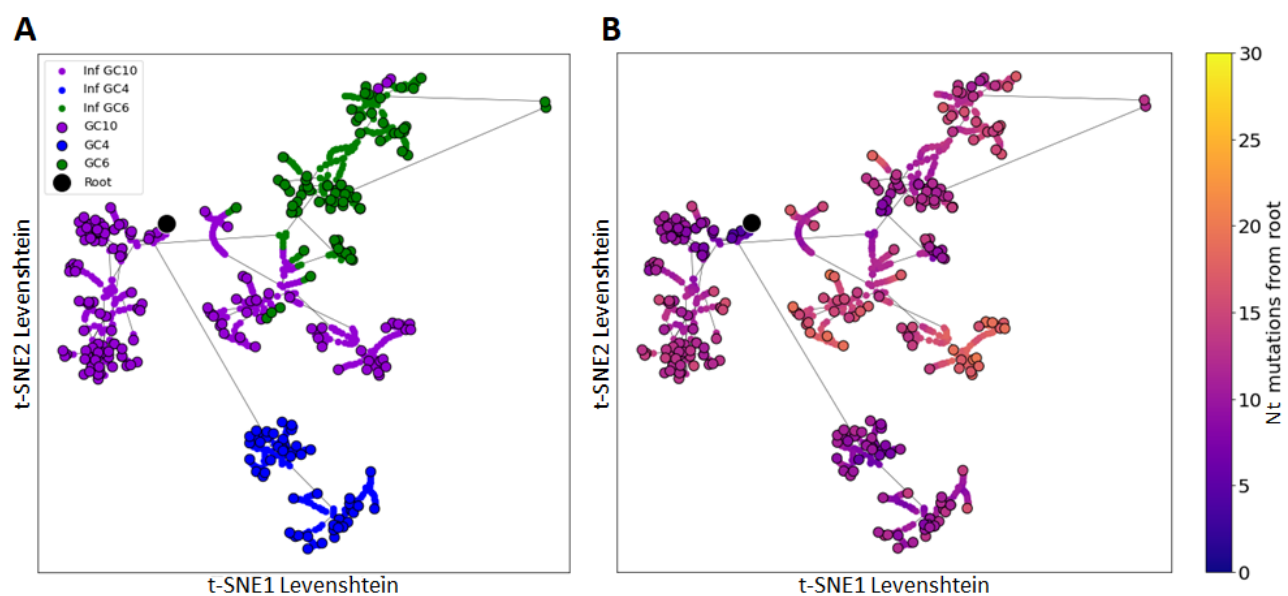 A
B
Inf GC10
Inf GC4
Inf GC6
GC10
GC4
GC6
Root
t-SNE2 Levenshtein
t-SNE1 Levenshtein
t-SNE2 Levenshtein
t-SNE1 Levenshtein
30
25
20
15
10
5
0
Nt mutations from root